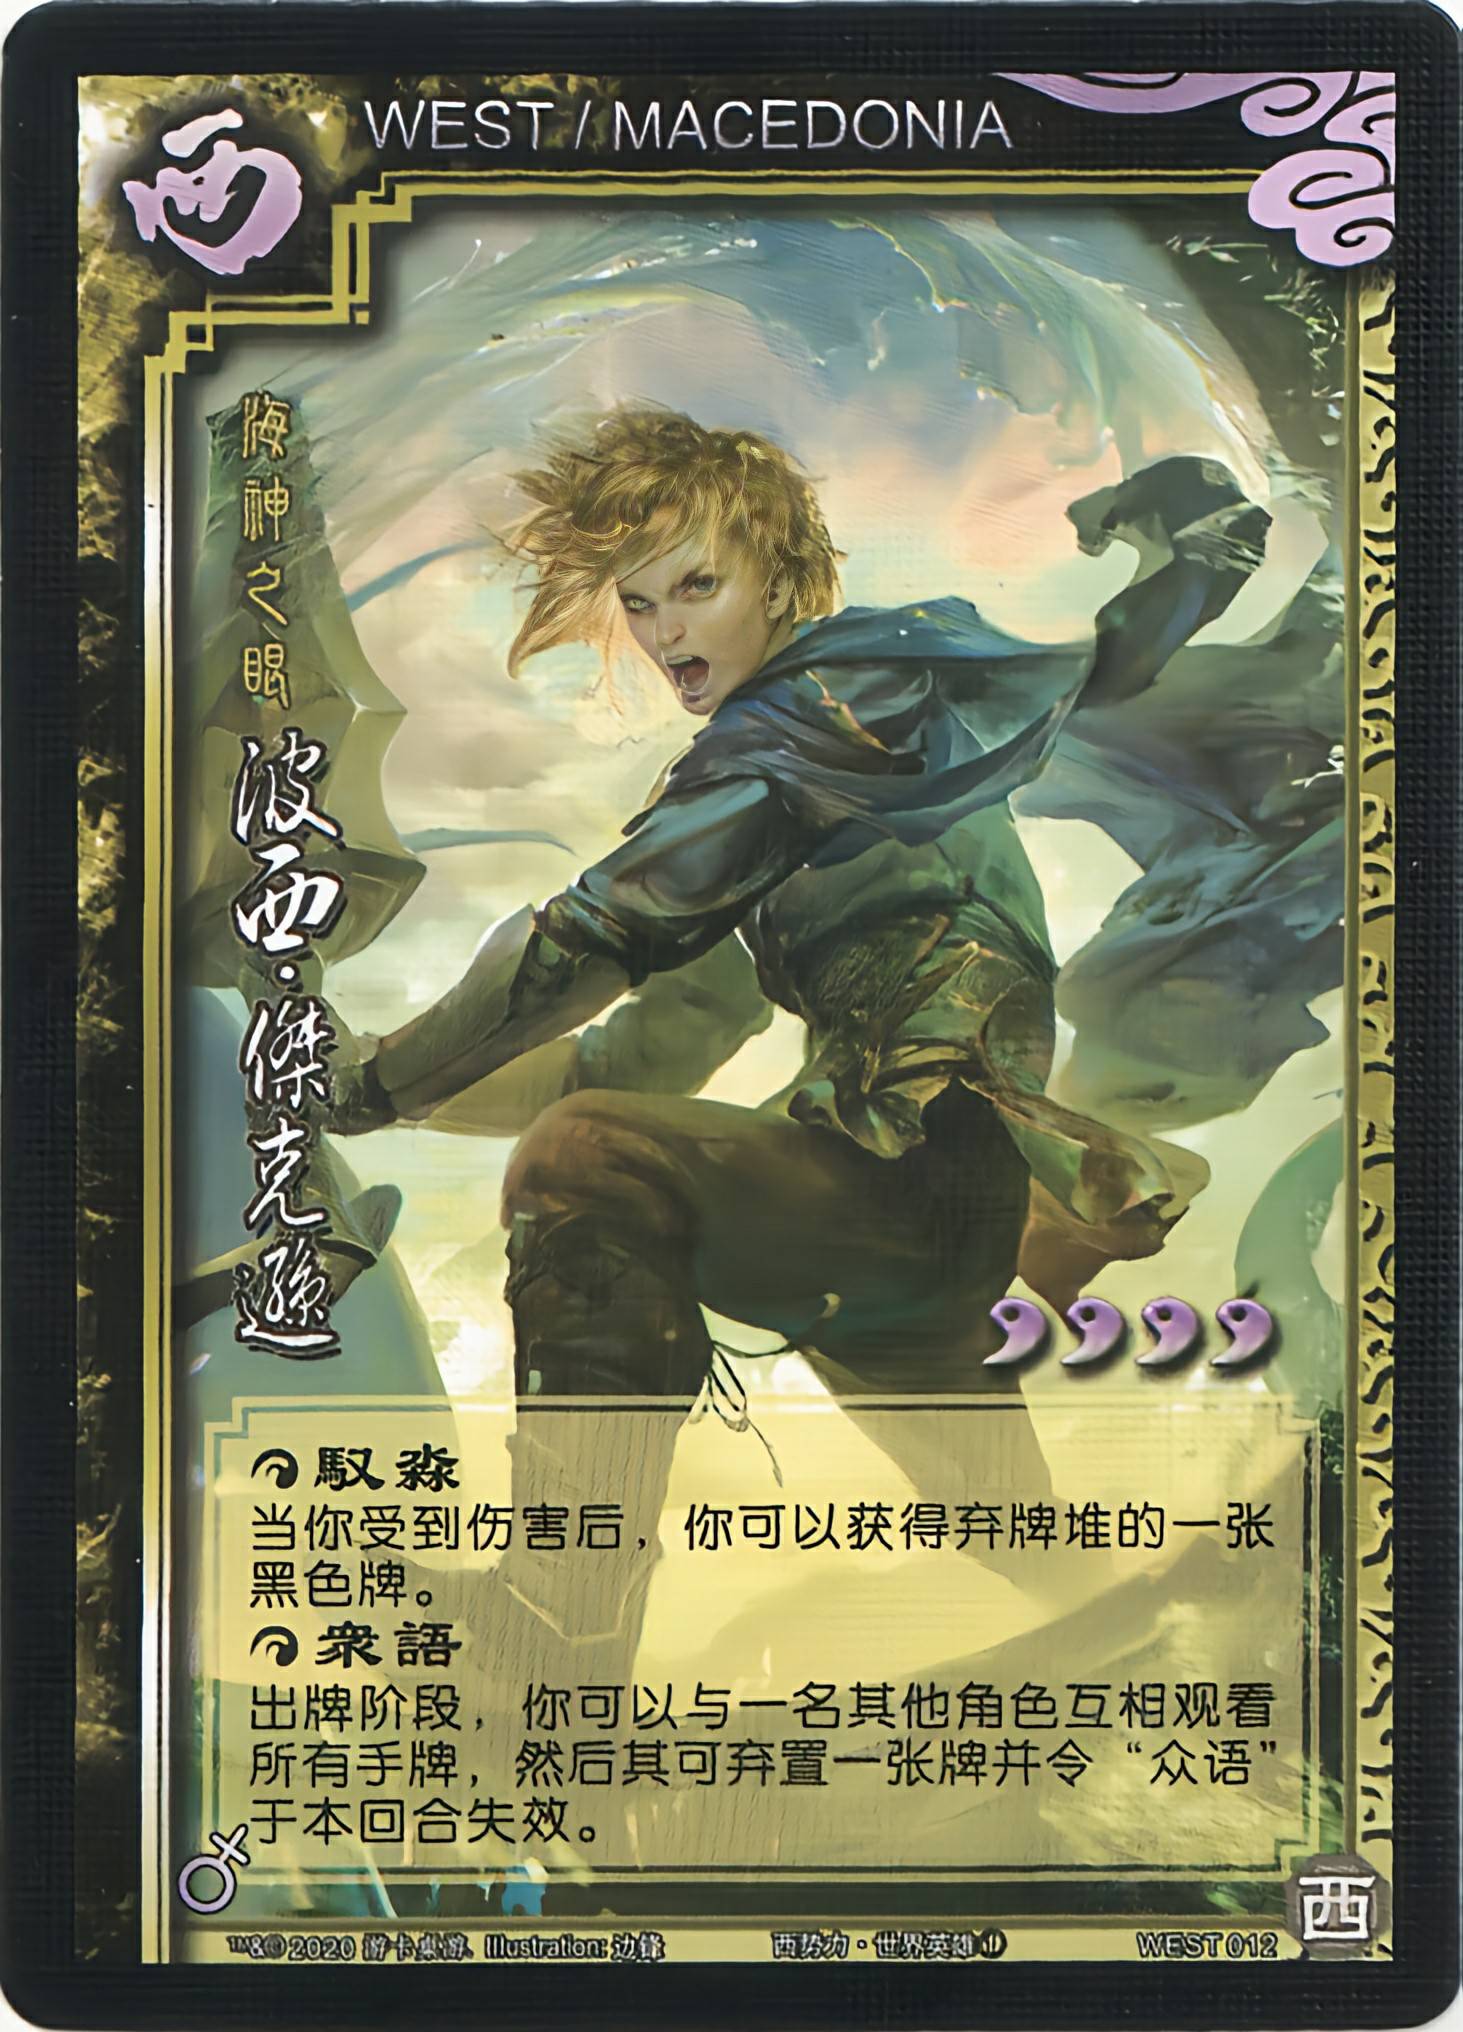 西
WEST / MACEDONIA
海神之眼
波西·傑克遜
馭淼
当你受到伤害后，你可以获得弃牌堆的一张
黑色牌。
衆語
出牌阶段，你可以与一名其他角色互相观看
所有手牌，然后其可弃置一张牌并令“众语”
于本回合失效。
西
™&©2020 游卡桌游. Illustration: 边锋
西势力·世界英雄
WEST 012